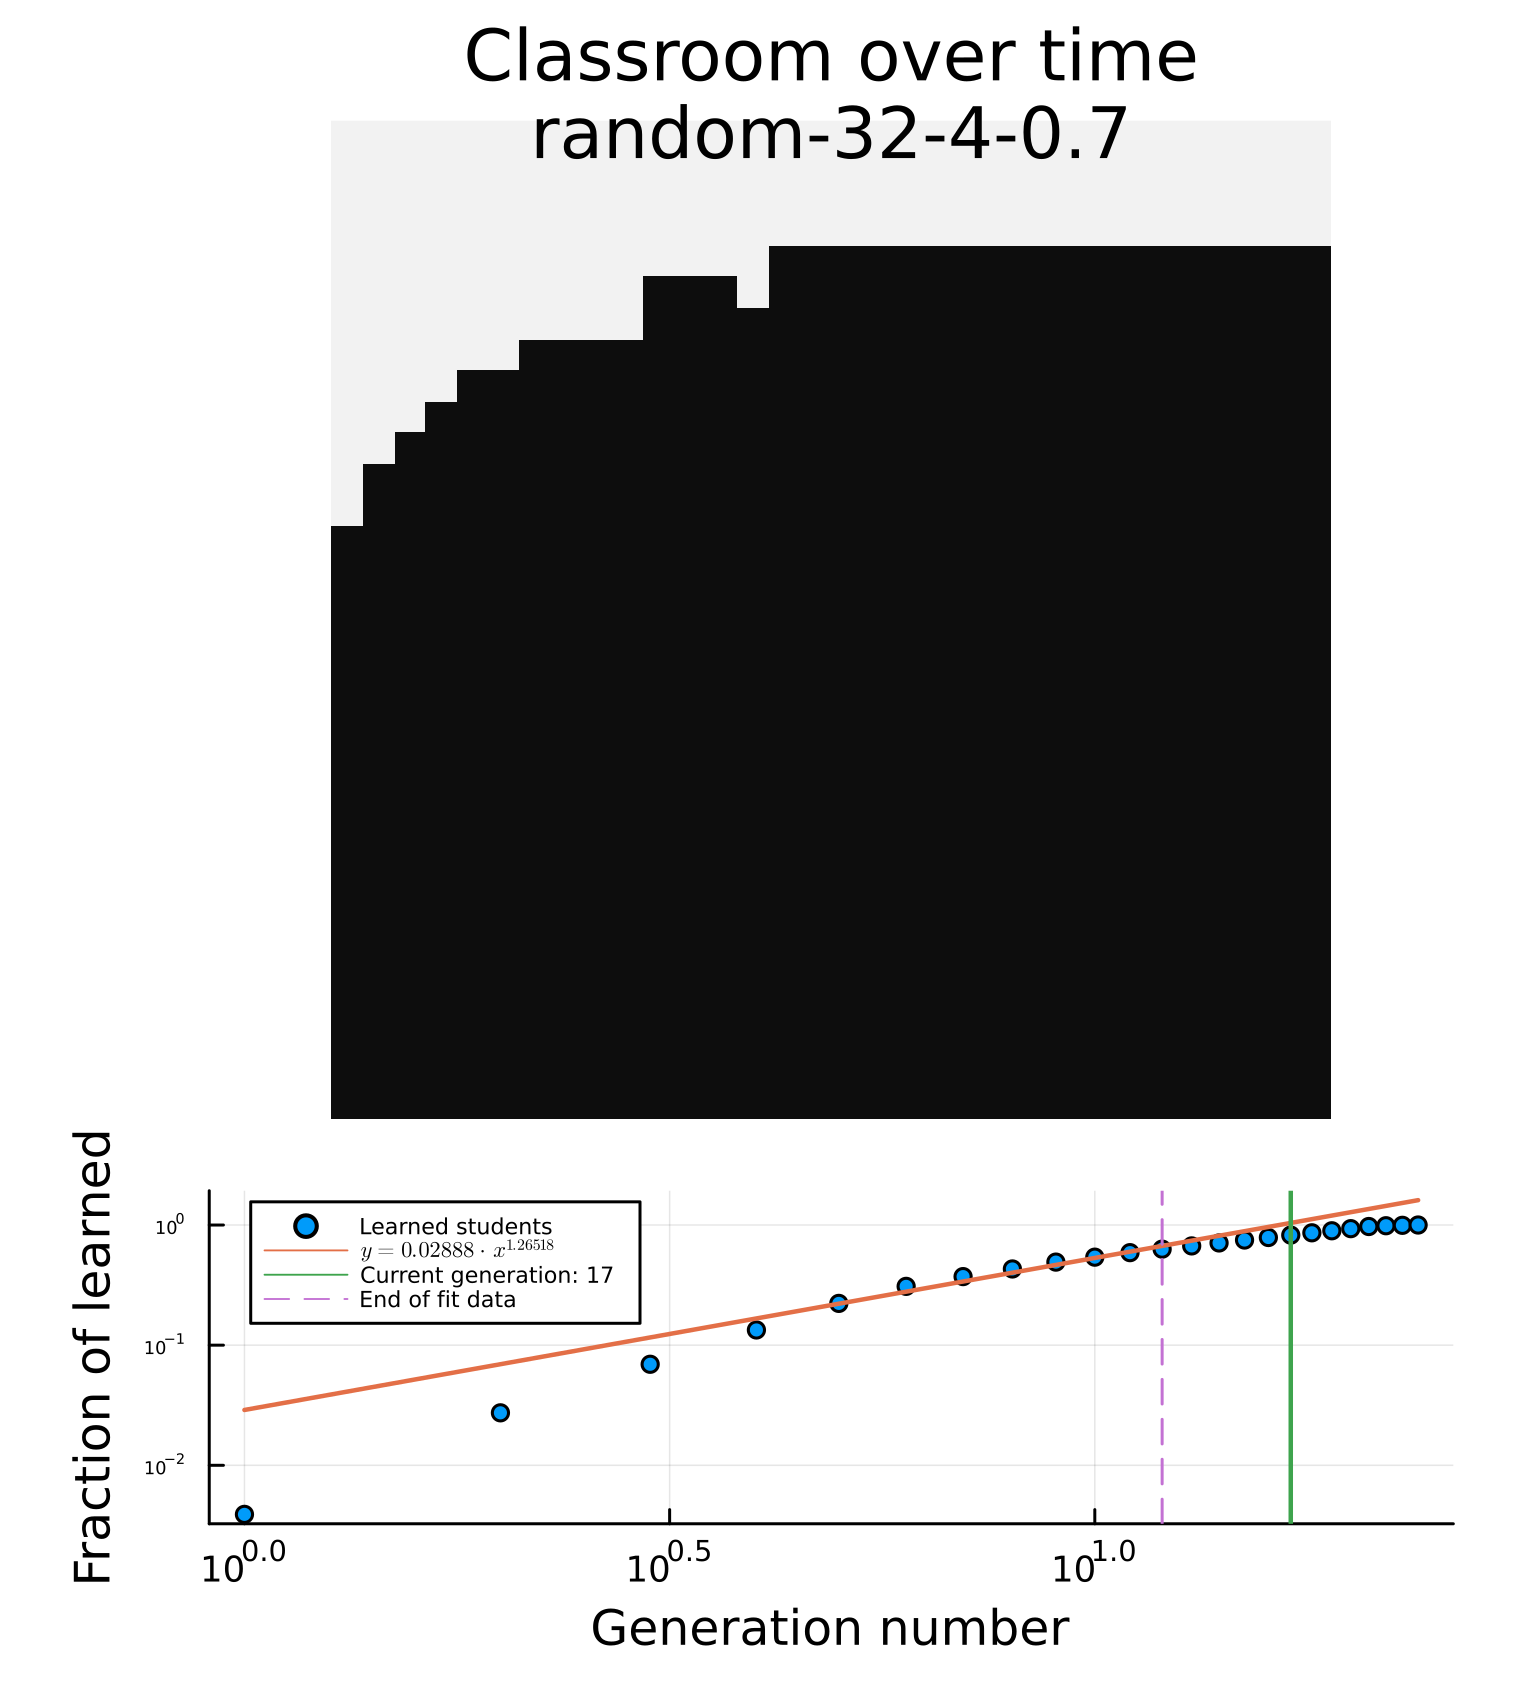 Classroom over time
random-32-4-0.7
Fraction of learned
10⁰
10⁻¹
10⁻²
Learned students
y = 0.02888 · x^1.26518
Current generation: 17
End of fit data
10^0.0
10^0.5
10^1.0
Generation number